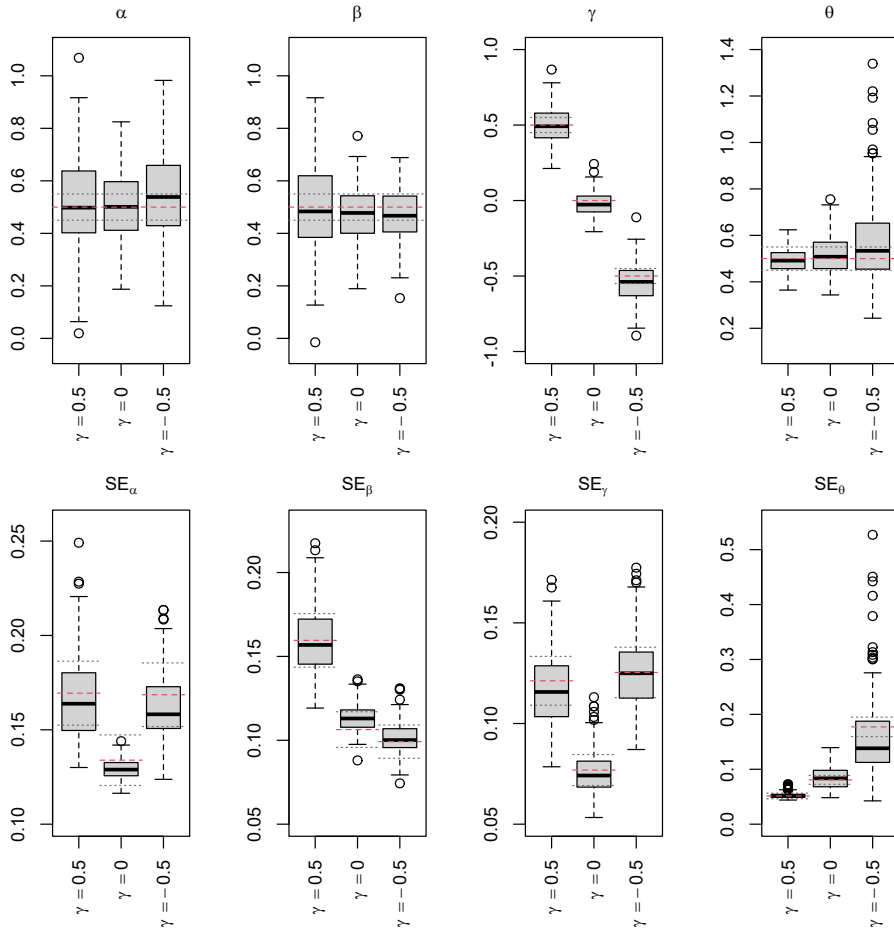 α β γ θ
0.0 0.2 0.4 0.6 0.8 1.0
0.0 0.2 0.4 0.6 0.8 1.0
-1.0 -0.5 0.0 0.5 1.0
0.2 0.4 0.6 0.8 1.0 1.2 1.4
γ = 0.5 γ = 0 γ = − 0.5
γ = 0.5 γ = 0 γ = − 0.5
γ = 0.5 γ = 0 γ = − 0.5
γ = 0.5 γ = 0 γ = − 0.5
SEα SEβ SEγ SEθ
0.10 0.15 0.20 0.25
0.05 0.10 0.15 0.20
0.05 0.10 0.15 0.20
0.0 0.1 0.2 0.3 0.4 0.5
γ = 0.5 γ = 0 γ = − 0.5
γ = 0.5 γ = 0 γ = − 0.5
γ = 0.5 γ = 0 γ = − 0.5
γ = 0.5 γ = 0 γ = − 0.5